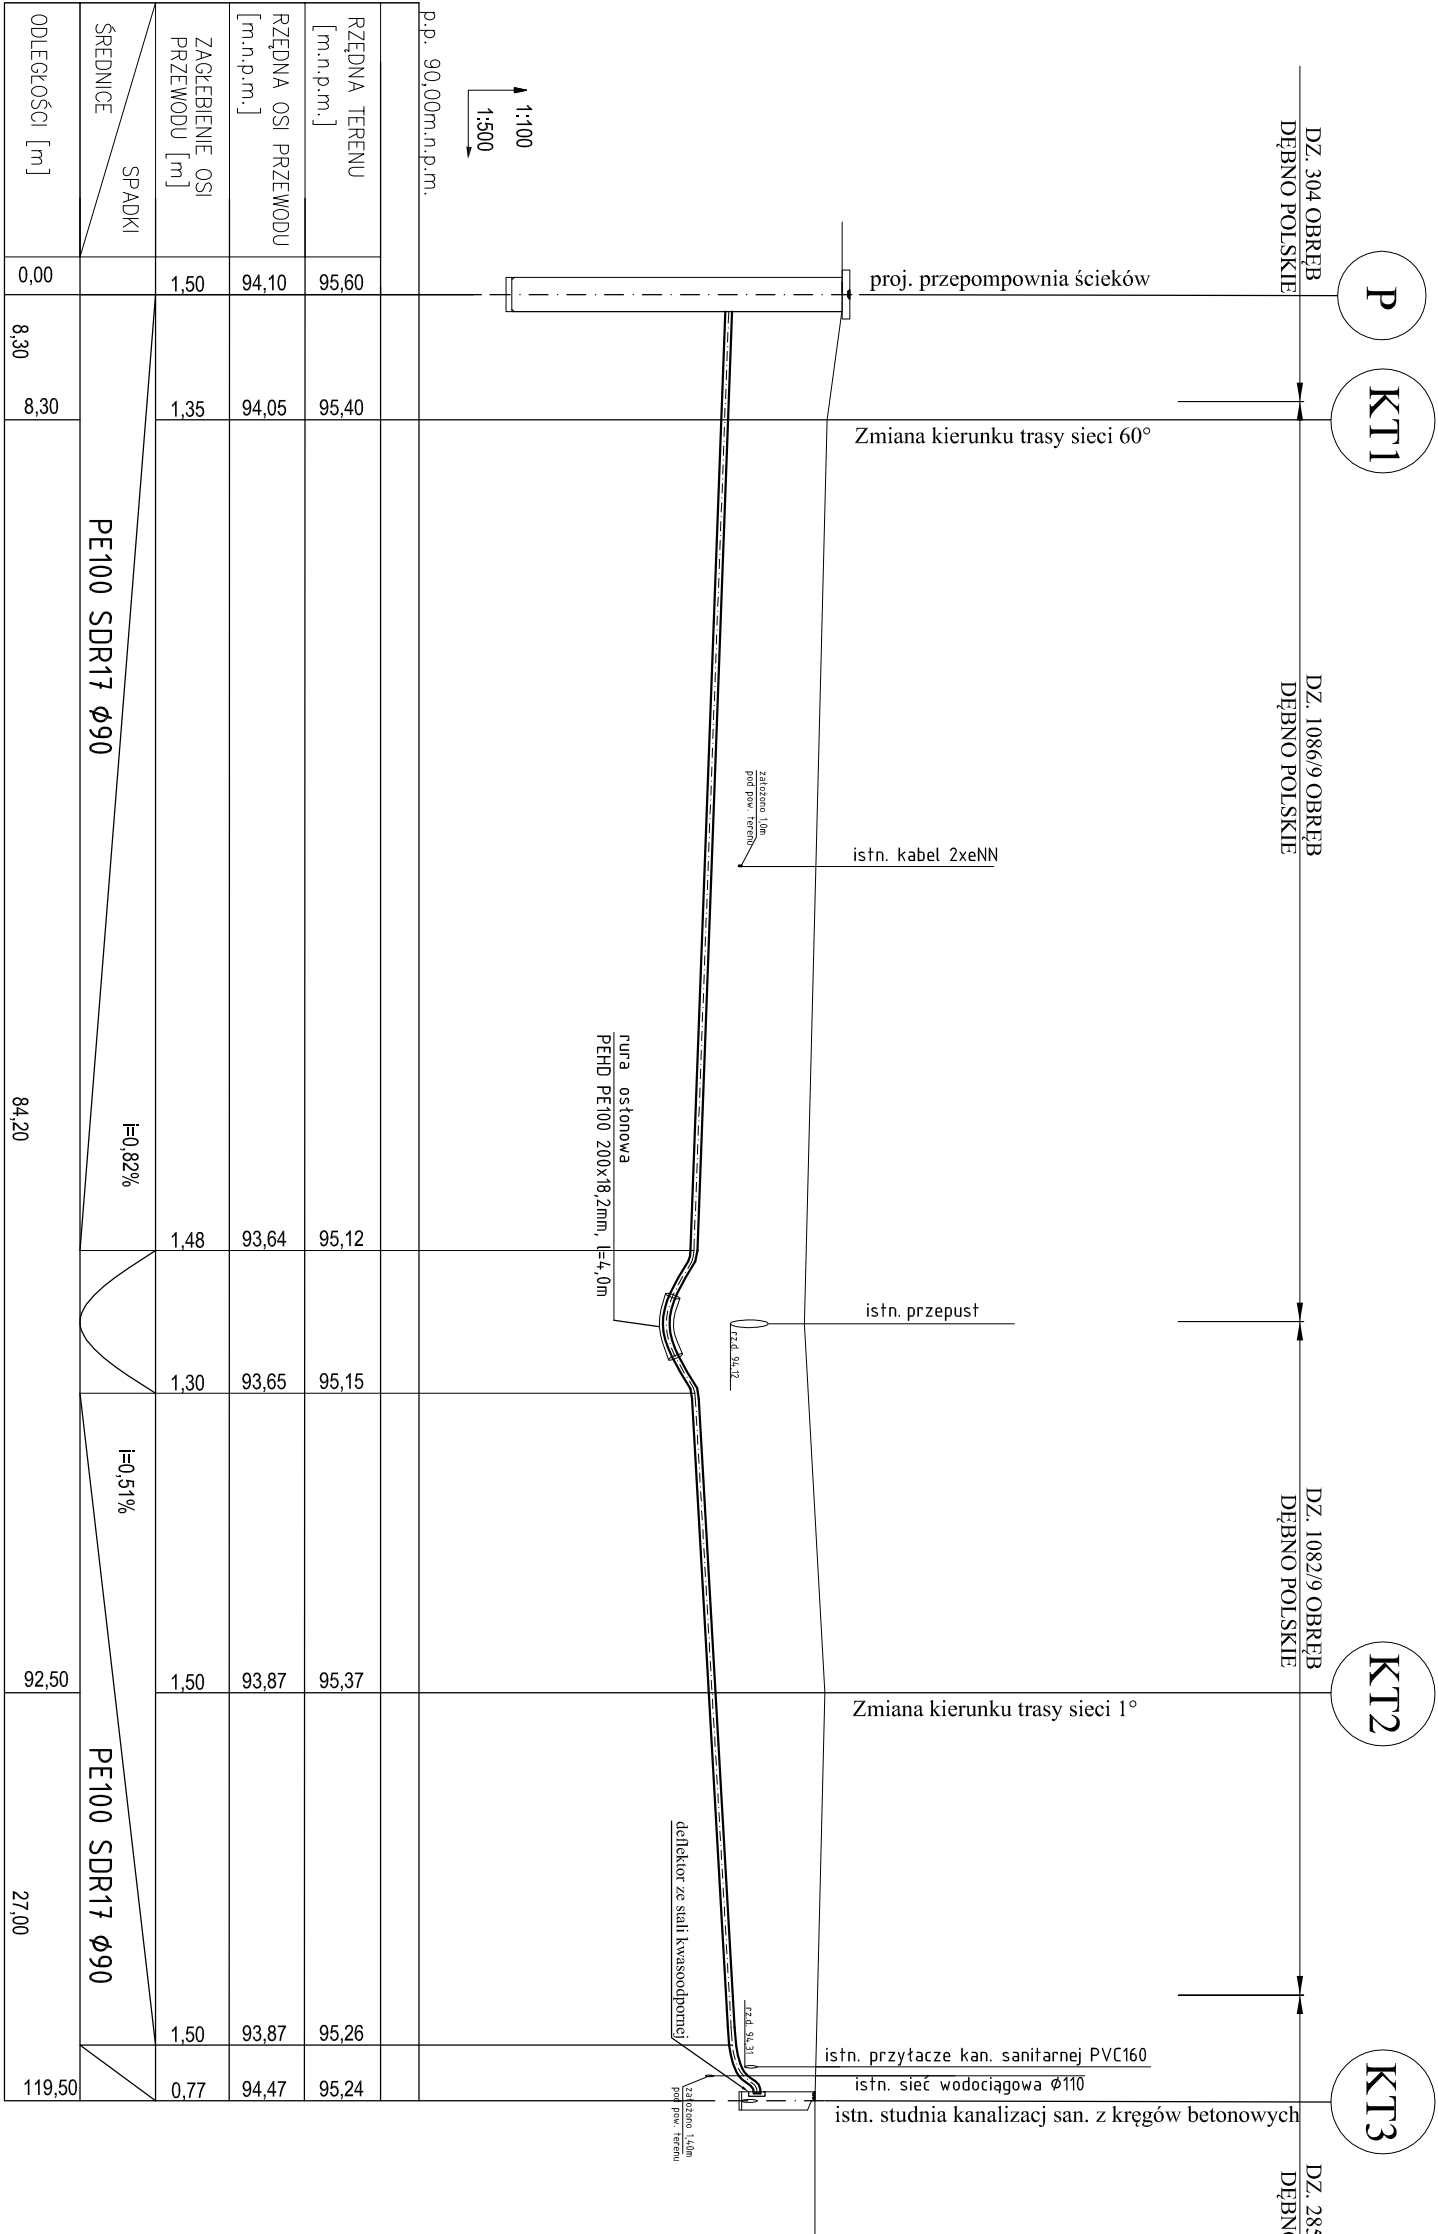 DZ. 304 OBRĘB
DĘBNO POLSKIE
DZ. 1086/9 OBRĘB
DĘBNO POLSKIE
DZ. 1082/9 OBRĘB
DĘBNO POLSKIE
P
KT1
KT2
KT3
proj. przepompownia ścieków
Zmiana kierunku trasy sieci 60°
istn. kabel 2xeNN
założono 1,0m
pod pow. terenu
istn. przepust
rz.d. 94,12
rura osłonowa
PEHD PE100 200x18,2mm, l=4,0m
Zmiana kierunku trasy sieci 1°
deflektor ze stali kwasoodpornej
rz.d. 94,31
istn. przyłacze kan. sanitarnej PVC160
istn. sieć wodociągowa Ø110
założono 1,40m
pod pow. terenu
istn. studnia kanalizacj san. z kręgów betonowych
1:100
1:500
p.p. 90,00m.n.p.m.
RZĘDNA TERENU
[m.n.p.m.]
95,60
95,40
95,12
95,15
95,37
95,26
95,24
RZĘDNA OSI PRZEWODU
[m.n.p.m.]
94,10
94,05
93,64
93,65
93,87
93,87
94,47
ZAGŁEBIENIE OSI
PRZEWODU [m]
1,50
1,35
1,48
1,30
1,50
1,50
0,77
SPADKI
ŚREDNICE
i=0,82%
PE100 SDR17 Ø90
i=0,51%
PE100 SDR17 Ø90
ODLEGŁOŚCI [m]
0,00
8,30
8,30
84,20
92,50
27,00
119,50